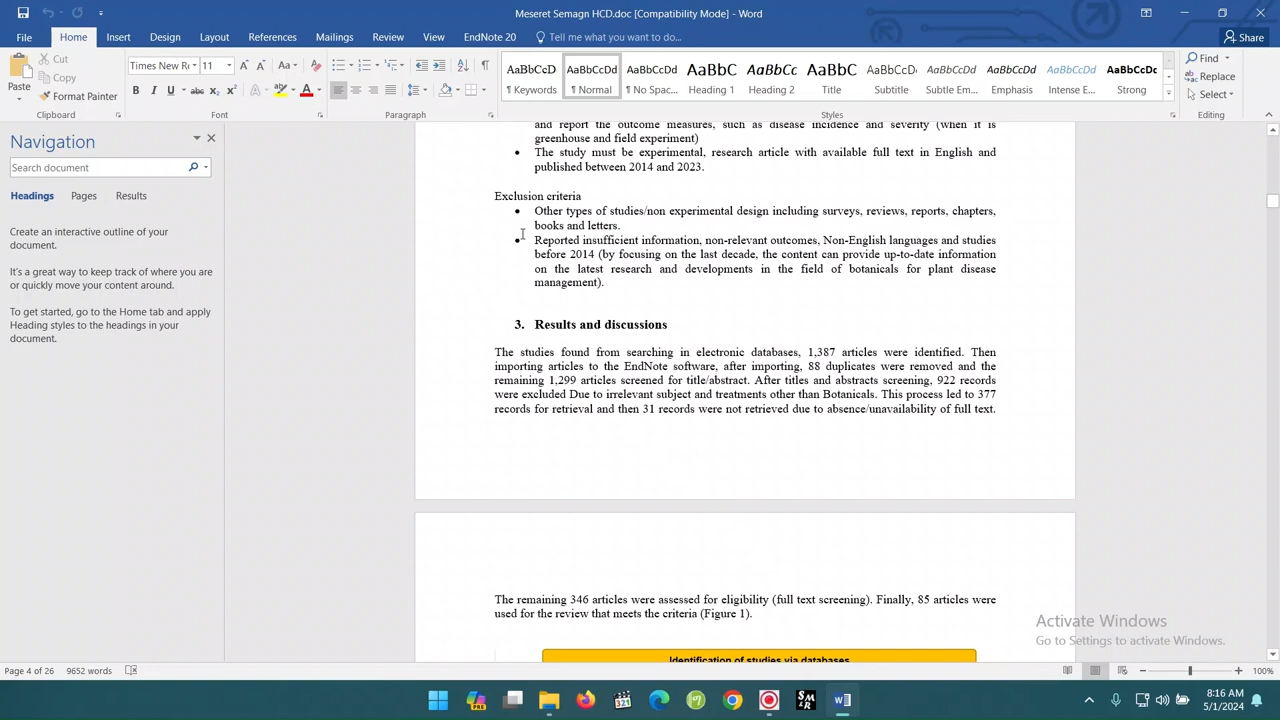 Meseret Semagn HCD.doc [Compatibility Mode] - Word
File Home Insert Design Layout References Mailings Review View EndNote 20 Tell me what you want to do... Share
Paste
Cut
Copy
Format Painter
Clipboard
Times New Ro 11
Font
Paragraph
AaBbCcD AaBbCcDd AaBbCcDd AaBbC AaBbCc AaBbC AaBbCcD AaBbCcDd AaBbCcDd AaBbCcDd AaBbCcDc
¶ Keywords ¶ Normal ¶ No Spac... Heading 1 Heading 2 Title Subtitle Subtle Em... Emphasis Intense E... Strong
Styles
Find
Replace
Select
Editing
Navigation
Search document
Headings Pages Results
Create an interactive outline of your
document.
It's a great way to keep track of where you are
or quickly move your content around.
To get started, go to the Home tab and apply
Heading styles to the headings in your
document.
and report the outcome measures, such as disease incidence and severity (when it is
greenhouse and field experiment)
• The study must be experimental, research article with available full text in English and
published between 2014 and 2023.
Exclusion criteria
• Other types of studies/non experimental design including surveys, reviews, reports, chapters,
books and letters.
• Reported insufficient information, non-relevant outcomes, Non-English languages and studies
before 2014 (by focusing on the last decade, the content can provide up-to-date information
on the latest research and developments in the field of botanicals for plant disease
management).
3. Results and discussions
The studies found from searching in electronic databases, 1,387 articles were identified. Then
importing articles to the EndNote software, after importing, 88 duplicates were removed and the
remaining 1,299 articles screened for title/abstract. After titles and abstracts screening, 922 records
were excluded Due to irrelevant subject and treatments other than Botanicals. This process led to 377
records for retrieval and then 31 records were not retrieved due to absence/unavailability of full text.
The remaining 346 articles were assessed for eligibility (full text screening). Finally, 85 articles were
used for the review that meets the criteria (Figure 1).
Identification of studies via databases
Activate Windows
Go to Settings to activate Windows.
Page 4 of 26 9652 words 100%
8:16 AM
5/1/2024